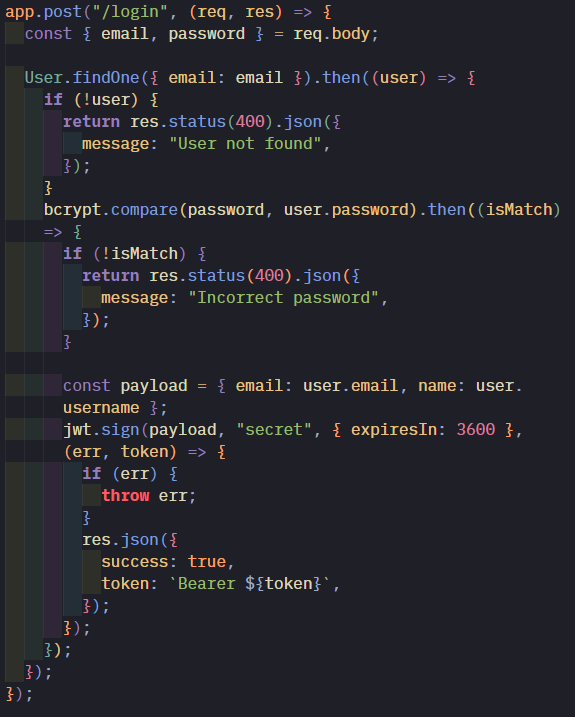 app.post("/login", (req, res) => {
  const { email, password } = req.body;

  User.findOne({ email: email }).then((user) => {
    if (!user) {
      return res.status(400).json({
        message: "User not found",
      });
    }
    bcrypt.compare(password, user.password).then((isMatch)
    => {
      if (!isMatch) {
        return res.status(400).json({
          message: "Incorrect password",
        });
      }

      const payload = { email: user.email, name: user.
      username };
      jwt.sign(payload, "secret", { expiresIn: 3600 },
      (err, token) => {
        if (err) {
          throw err;
        }
        res.json({
          success: true,
          token: `Bearer ${token}`,
        });
      });
    });
  });
});